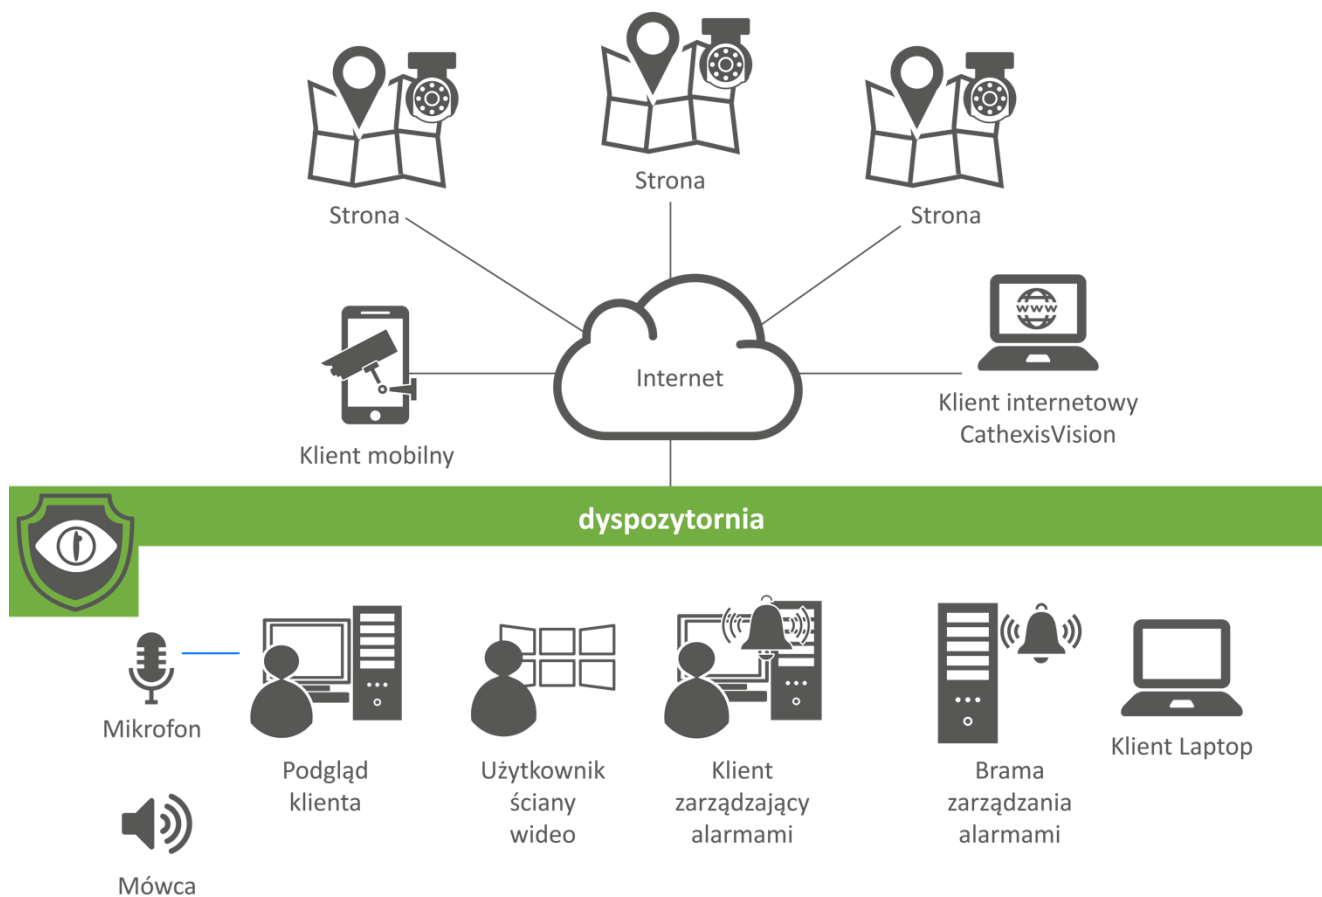 Strona
Strona
Strona
www
Internet
Klient mobilny
Klient internetowy
CathexisVision
dyspozytornia
Mikrofon
Podgląd
klienta
Użytkownik
ściany
wideo
Klient
zarządzający
alarmami
Brama
zarządzania
alarmami
Klient Laptop
Mówca